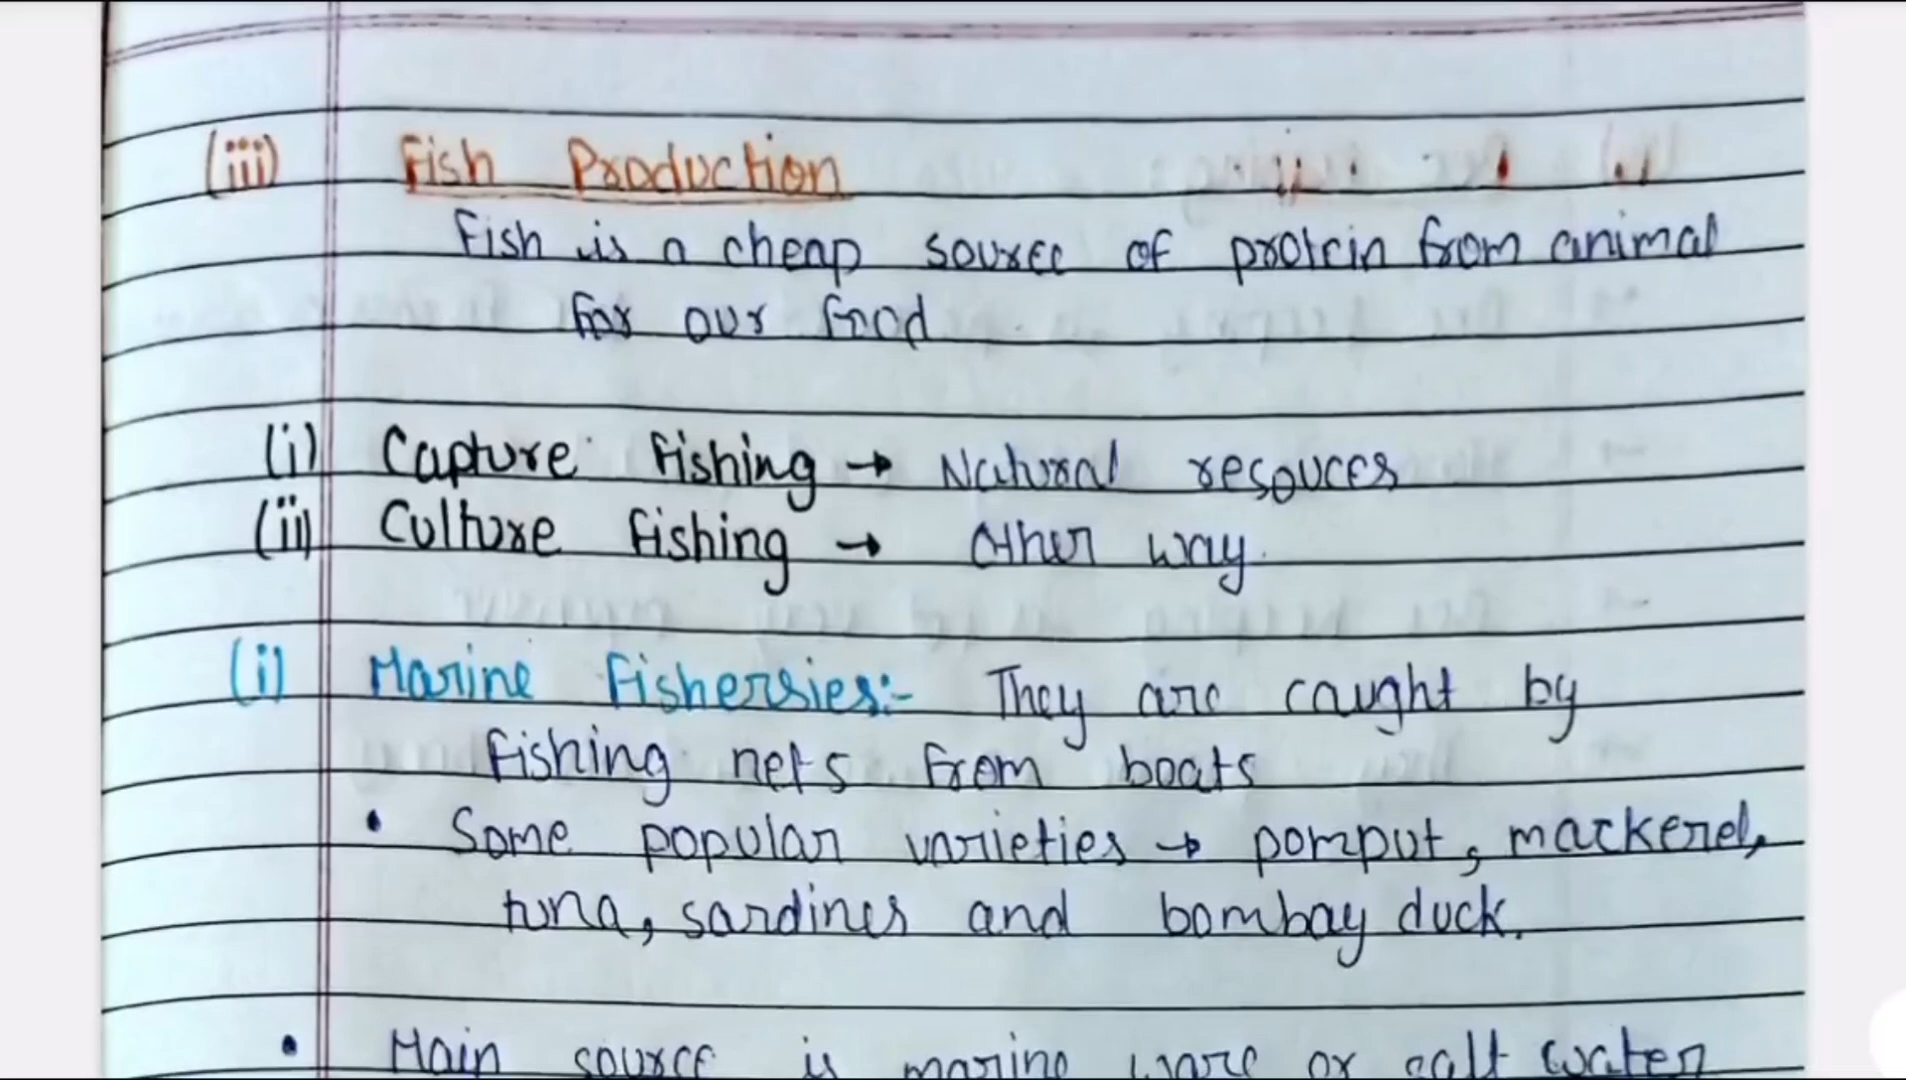 (iii) Fish Production
Fish is a cheap source of protein from animal
for our food
(i) Capture fishing → Natural resouces
(ii) Culture fishing → Other way.
(i) Marine Fishersies:- They are caught by
fishing nets from boats
• Some popular varieties → pomput, mackerel,
tuna, sardines and bombay duck.
• Main source is marine or salt water